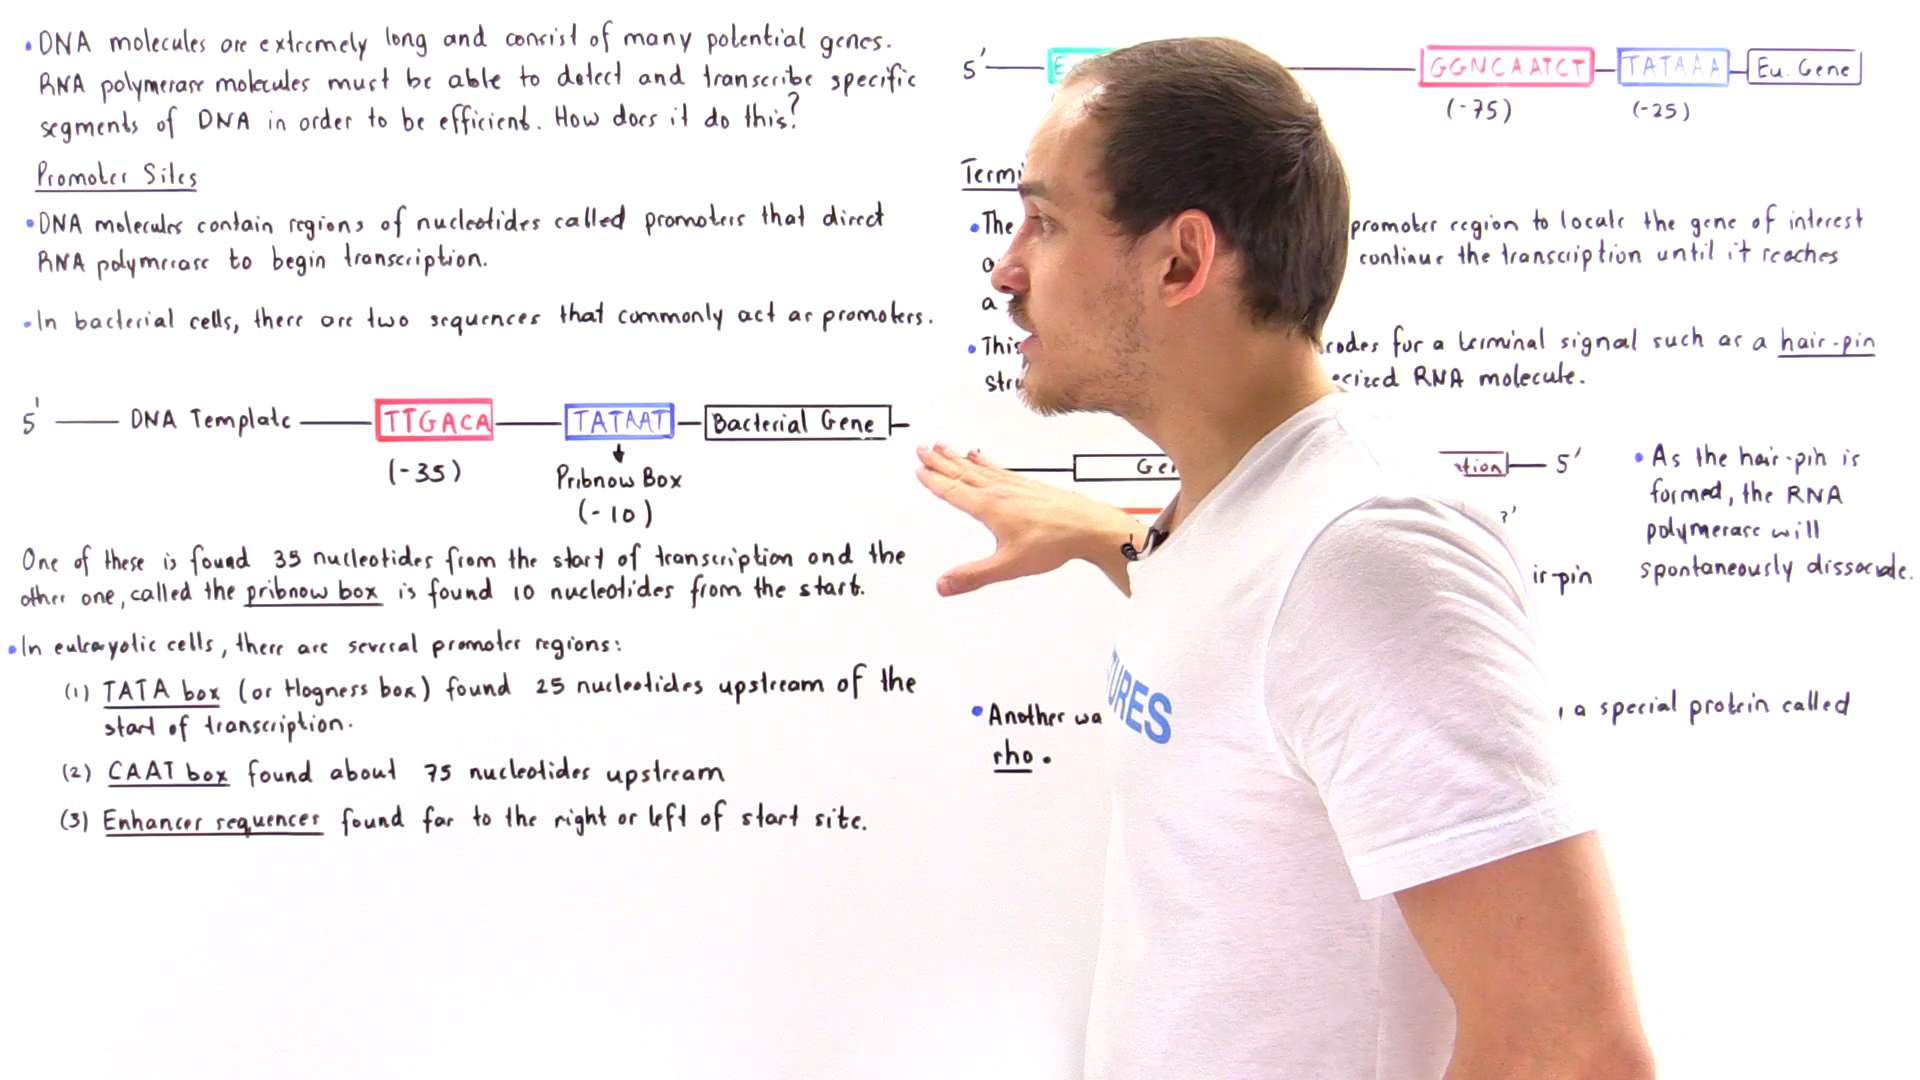 • DNA molecules are extremely long and consist of many potential genes.
RNA polymerase molecules must be able to detect and transcribe specific
segments of DNA in order to be efficient. How does it do this?
Promoter Sites
• DNA molecules contain regions of nucleotides called promoters that direct
RNA polymerase to begin transcription.
• In bacterial cells, there are two sequences that commonly act as promoters.
5' DNA Template TTGACA TATAAT Bacterial Gene
(-35) Pribnow Box
(-10)
One of these is found 35 nucleotides from the start of transcription and the
other one, called the pribnow box is found 10 nucleotides from the start.
• In eukaryotic cells, there are several promoter regions:
(1) TATA box (or Hogness box) found 25 nucleotides upstream of the
start of transcription.
(2) CAAT box found about 75 nucleotides upstream
(3) Enhancer sequences found far to the right or left of start site.
5' GGNCAATCT TATAAA Eu. Gene
(-75) (-25)
• The promoter region to locate the gene of interest
continue the transcription until it reaches
a
• This codes for a terminal signal such as a hair-pin
RNA molecule.
5'
• As the hair-pin is
formed, the RNA
polymerase will
spontaneously dissociate.
• Another a special protein called
rho.
URES